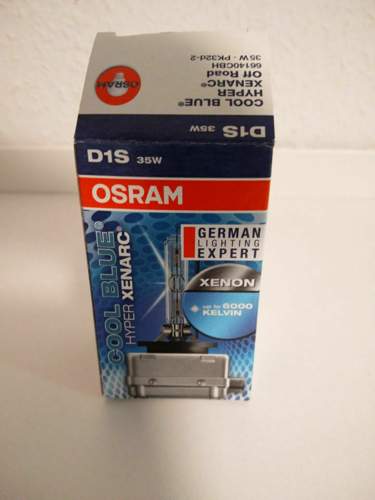 OSRAM
COOL BLUE®
HYPER
XENARC®
Off Road
66140CBH
35W · PK32d-2
D1S 35W
D1S 35W
OSRAM
GERMAN
LIGHTING
EXPERT
XENON
up to 6000
KELVIN
COOL BLUE®
HYPER XENARC®